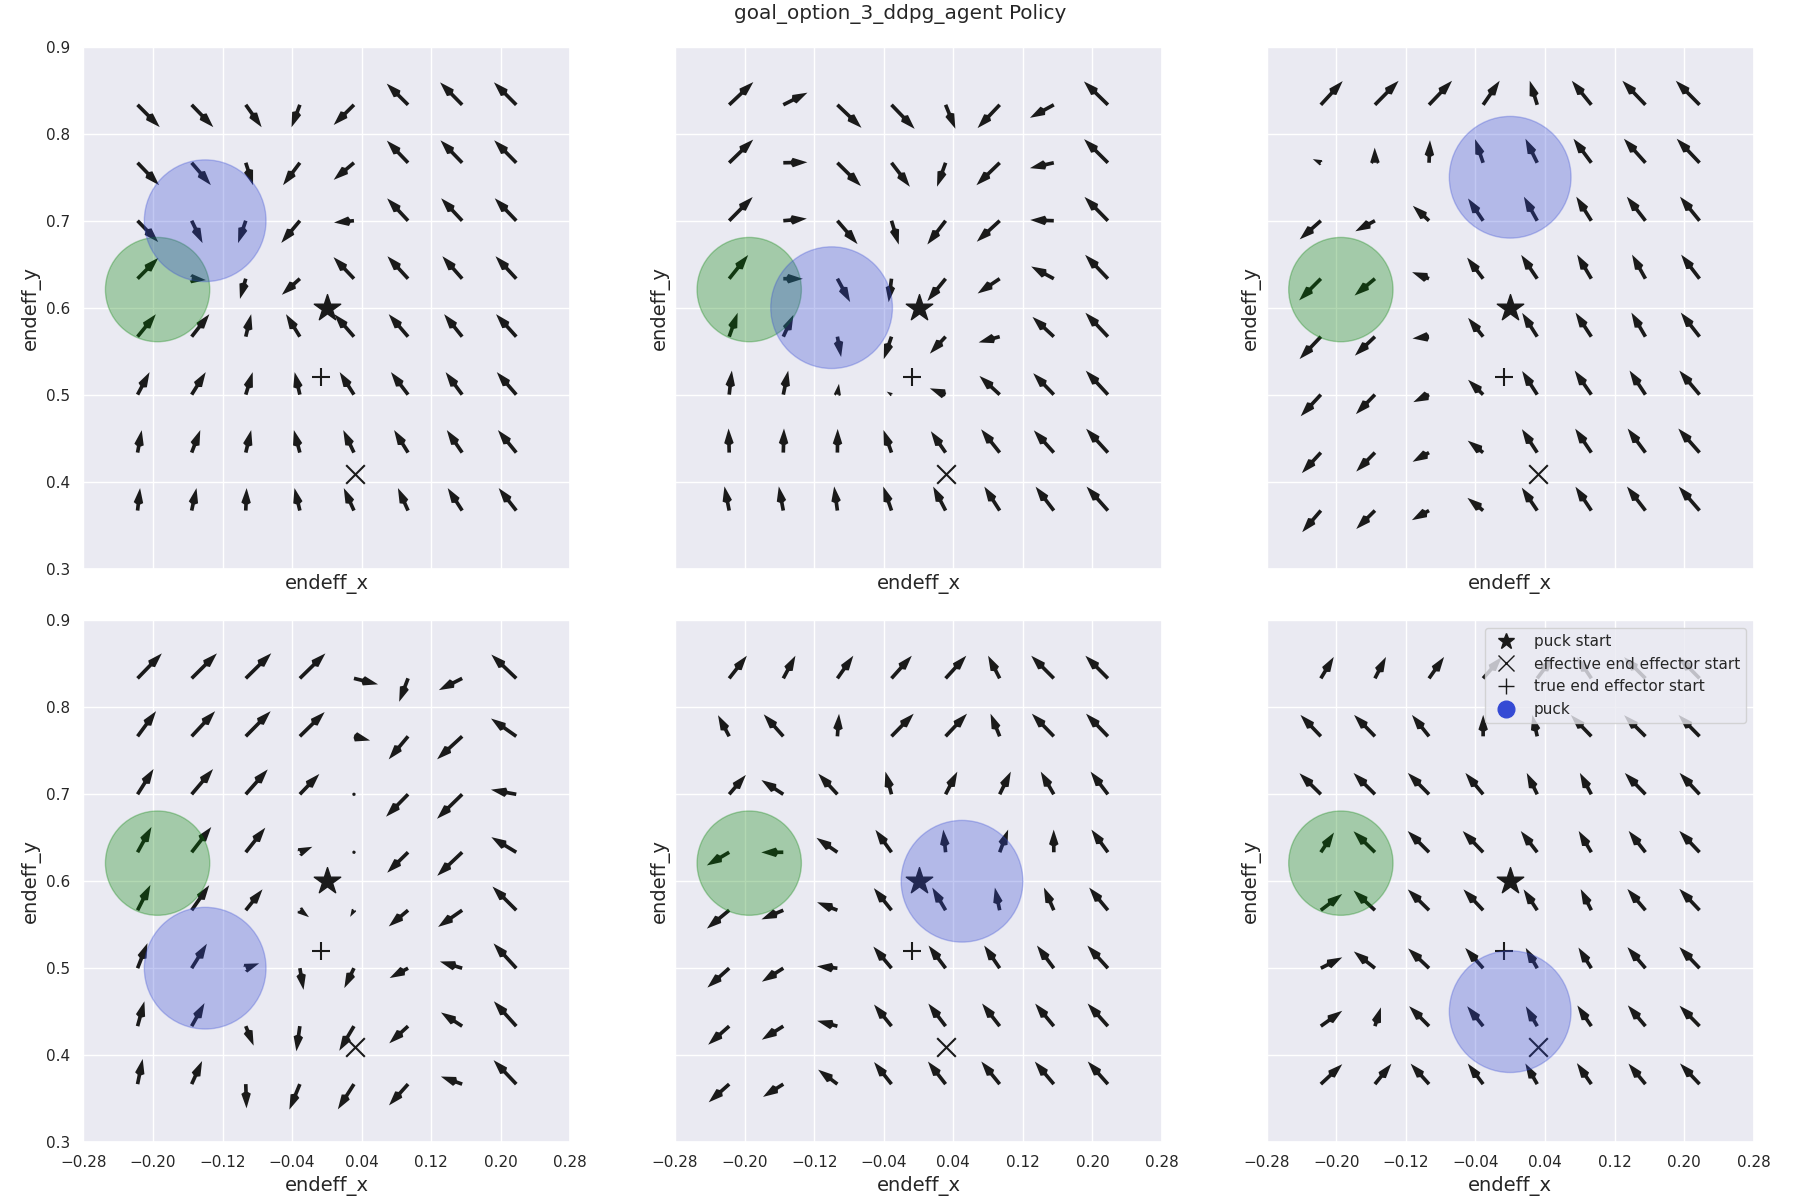 goal_option_3_ddpg_agent Policy
0.9
0.8
0.7
0.6
0.5
0.4
0.3
endeff_y
endeff_x
endeff_y
endeff_x
endeff_y
endeff_x
0.9
0.8
0.7
0.6
0.5
0.4
0.3
endeff_y
−0.28 −0.20 −0.12 −0.04 0.04 0.12 0.20 0.28
endeff_x
endeff_y
−0.28 −0.20 −0.12 −0.04 0.04 0.12 0.20 0.28
endeff_x
puck start
effective end effector start
true end effector start
puck
endeff_y
−0.28 −0.20 −0.12 −0.04 0.04 0.12 0.20 0.28
endeff_x